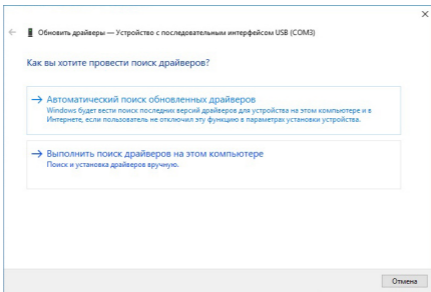 Обновить драйверы — Устройство с последовательным интерфейсом USB (COM3)
Как вы хотите провести поиск драйверов?
Автоматический поиск обновленных драйверов
Windows будет вести поиск последних версий драйверов для устройства на этом компьютере и в
Интернете, если пользователь не отключил эту функцию в параметрах установки устройства.
Выполнить поиск драйверов на этом компьютере
Поиск и установка драйверов вручную.
Отмена